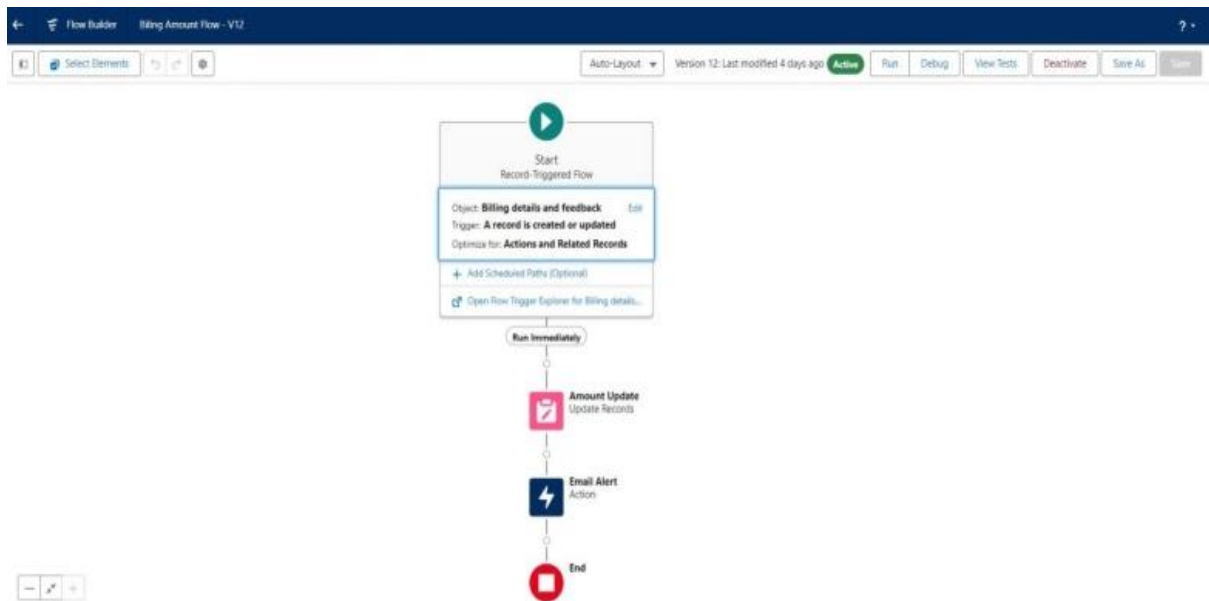 Flow Builder Billing Amount Flow - V12 ?
Select Elements Auto-Layout Version 12: Last modified 4 days ago Active Run Debug View Tests Deactivate Save As Save
Start
Record-Triggered Flow
Object: Billing details and feedback Edit
Trigger: A record is created or updated
Optimize for: Actions and Related Records
+ Add Scheduled Paths (Optional)
Open Flow Trigger Explorer for Billing details...
Run Immediately
Amount Update
Update Records
Email Alert
Action
End